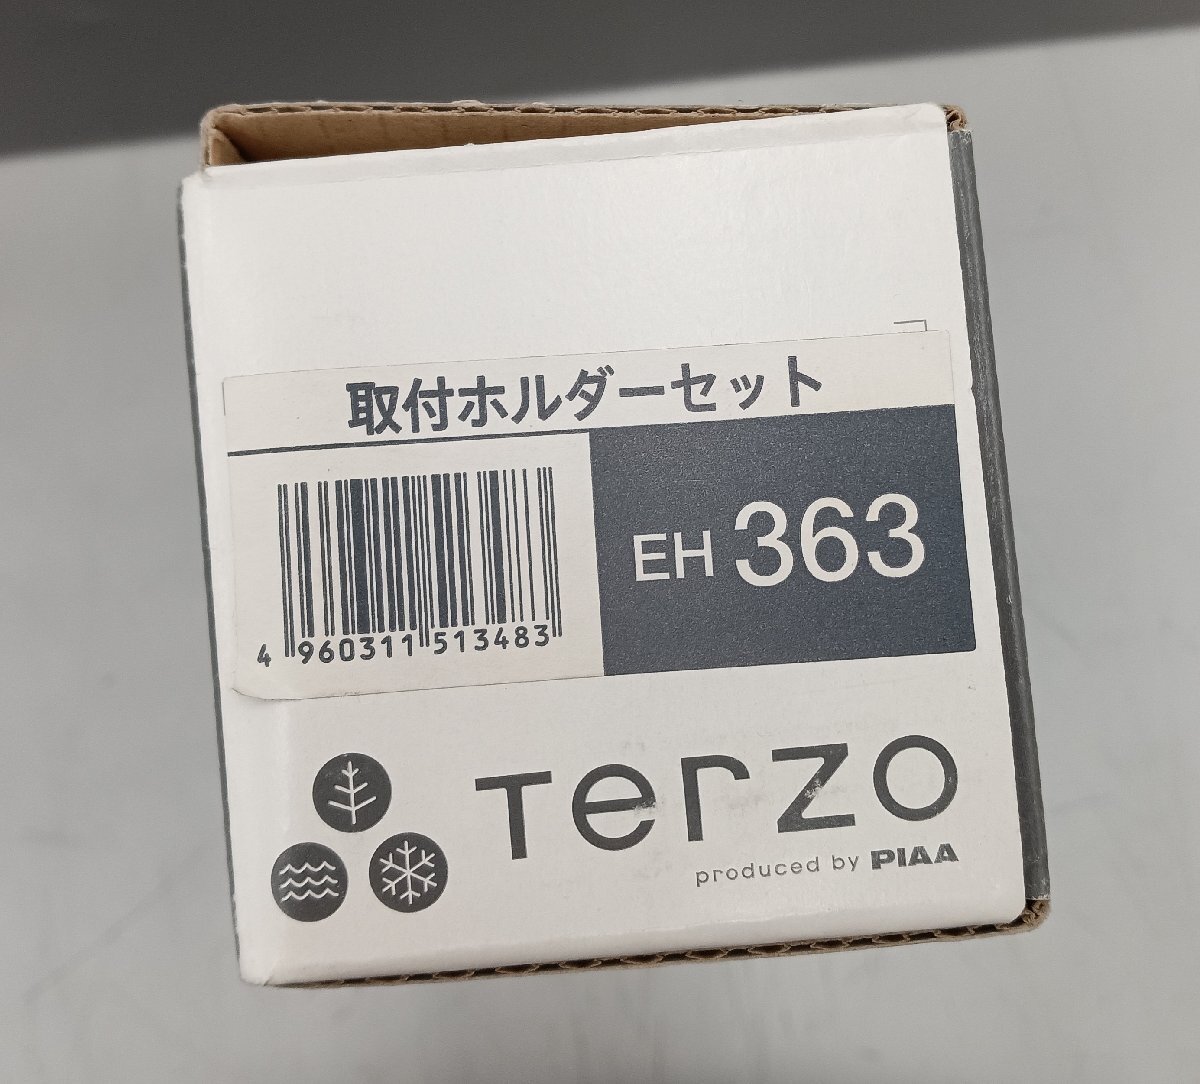 取付ホルダーセット
EH 363
4 960311 513483
Terzo
produced by PIAA